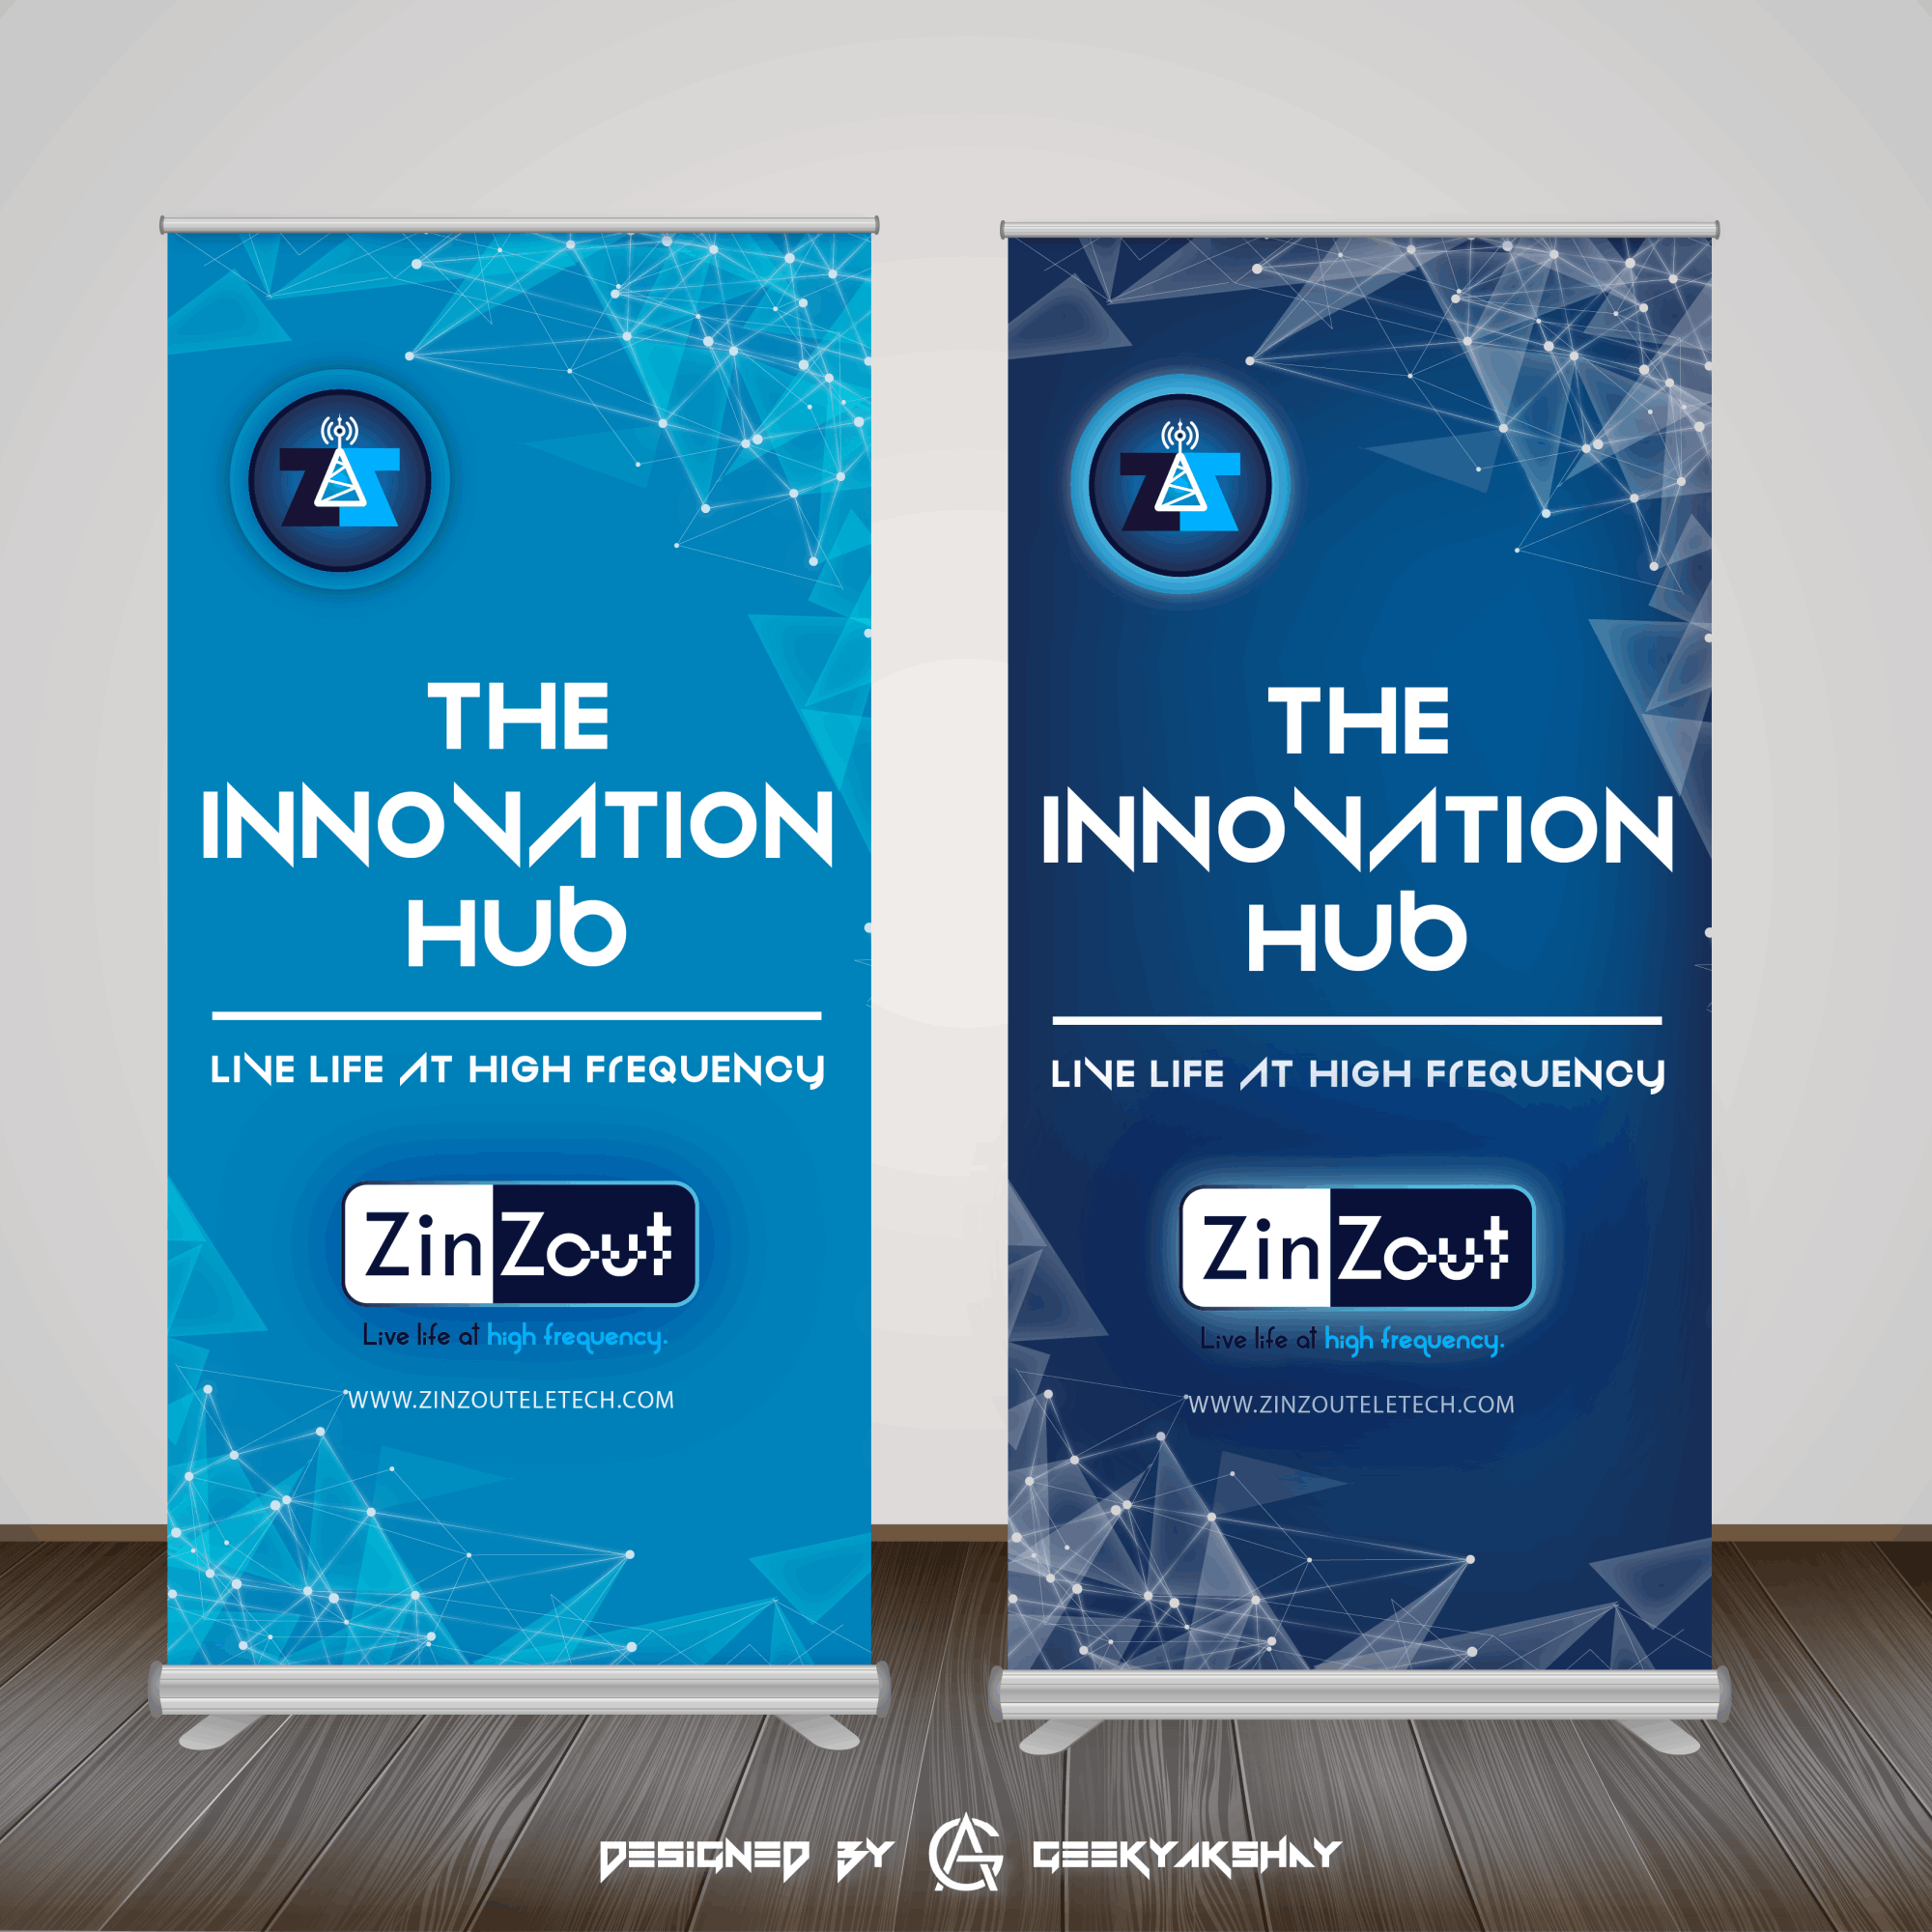 THE
INNOVATION
HUb
LIVE LIFE AT HIGH FrEQUENCy
ZinZout
Live life at high frequency.
WWW.ZINZOUTELETECH.COM
THE
INNOVATION
HUb
LIVE LIFE AT HIGH FrEQUENCy
ZinZout
Live life at high frequency.
WWW.ZINZOUTELETECH.COM
DESIGNED BY GEEKYAKSHAY